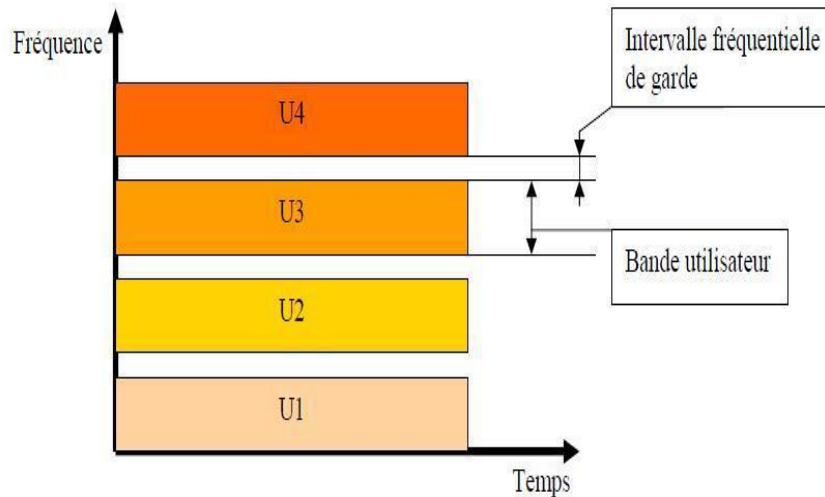 Fréquence
Intervalle fréquentielle
de garde
U4
U3
Bande utilisateur
U2
U1
Temps